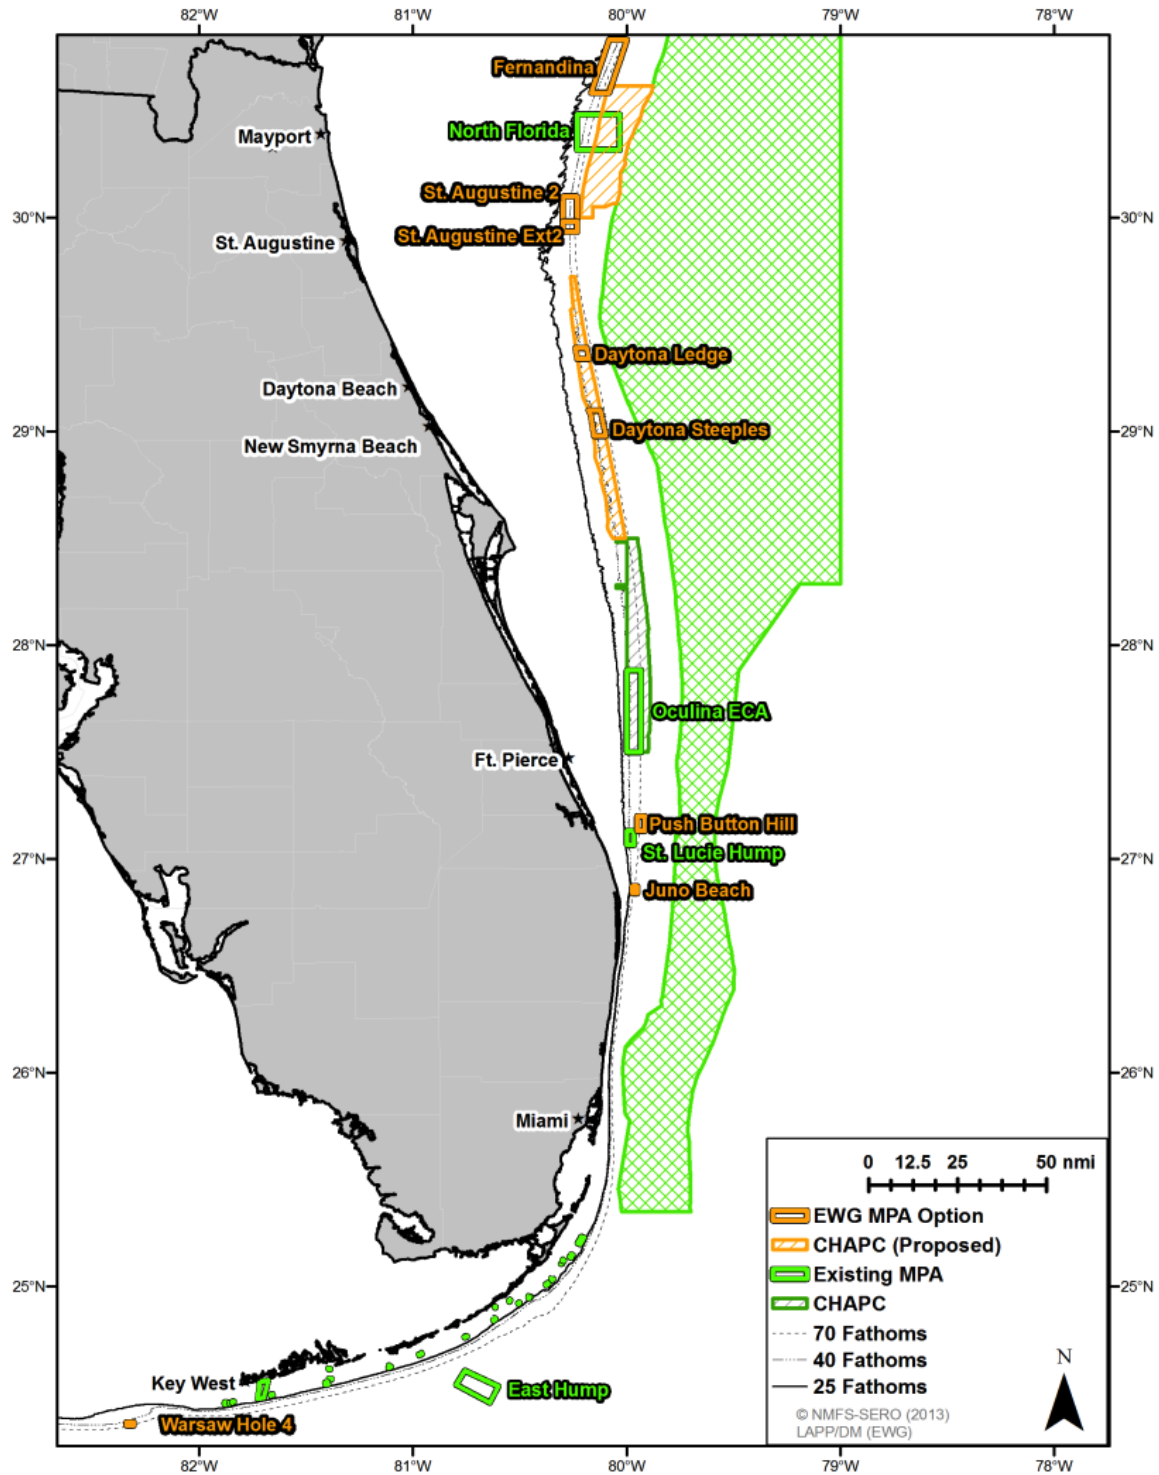 82°W 81°W 80°W 79°W 78°W
Fernandina
North Florida
Mayport
St. Augustine 2
30°N 30°N
St. Augustine Ext2
St. Augustine
Daytona Ledge
Daytona Beach
Daytona Steeples
29°N 29°N
New Smyrna Beach
28°N 28°N
Oculina ECA
Ft. Pierce
Push Button Hill
St. Lucie Hump
27°N 27°N
Juno Beach
26°N 26°N
Miami
0 12.5 25 50 nmi
EWG MPA Option
CHAPC (Proposed)
Existing MPA
25°N 25°N
CHAPC
70 Fathoms
40 Fathoms
25 Fathoms
N
Key West
East Hump
Warsaw Hole 4
© NMFS-SERO (2013)
LAPP/DM (EWG)
82°W 81°W 80°W 79°W 78°W